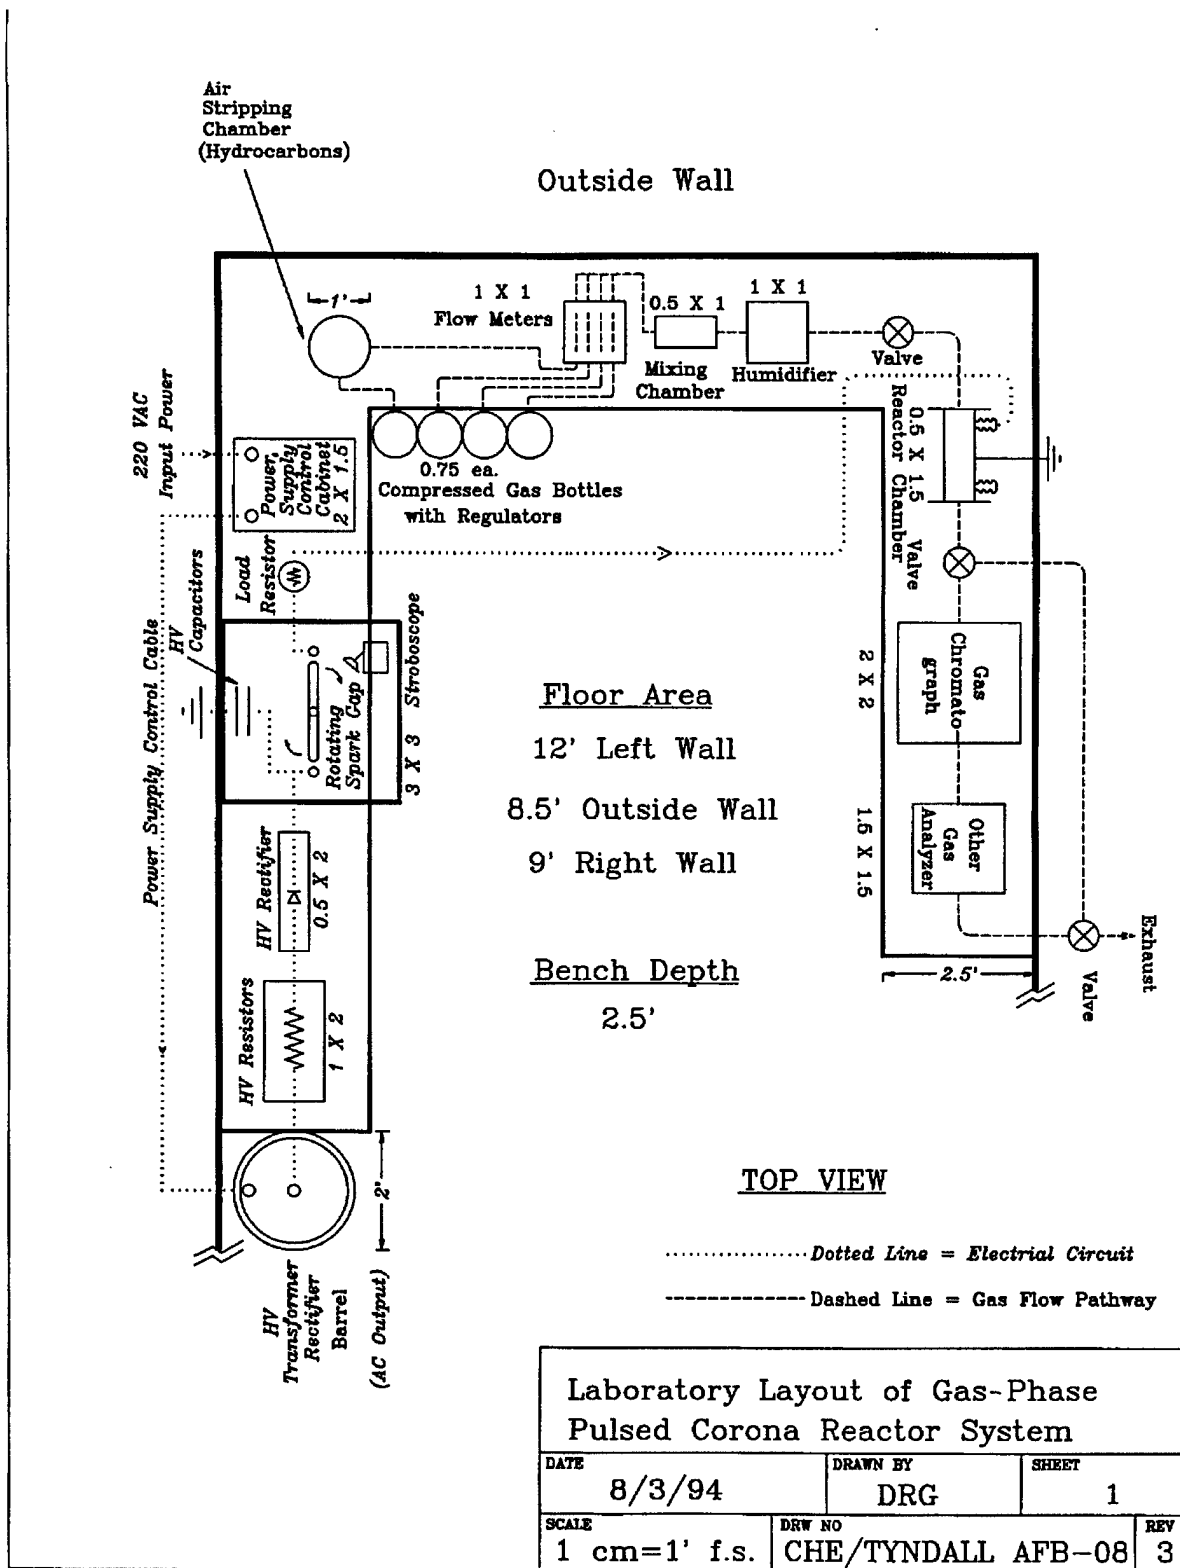 Air
Stripping
Chamber
(Hydrocarbons)
Outside Wall
1'
1 X 1
Flow Meters
0.5 X 1
Mixing
Chamber
1 X 1
Humidifier
Valve
220 VAC
Input Power
Power
Supply
Control
Cabinet
2 X 1.5
0.75 ea.
Compressed Gas Bottles
with Regulators
Reactor Chamber
0.5 X 1.5
Valve
Load
Resistor
HV
Capacitors
Power Supply Control Cable
Rotating
Spark Gap
Stroboscope
3 X 3
Gas
Chromato
graph
2 X 2
Floor Area
12' Left Wall
8.5' Outside Wall
9' Right Wall
Other
Gas
Analyzer
1.5 X 1.5
HV Rectifier
0.5 X 2
Bench Depth
2.5'
2.5'
Exhaust
Valve
HV Resistors
1 X 2
2'
HV
Transformer
Rectifier
Barrel
(AC Output)
TOP VIEW
Dotted Line = Electrial Circuit
Dashed Line = Gas Flow Pathway
Laboratory Layout of Gas-Phase
Pulsed Corona Reactor System
DATE
8/3/94
DRAWN BY
DRG
SHEET
1
SCALE
1 cm=1' f.s.
DRW NO
CHE/TYNDALL AFB-08
REV
3